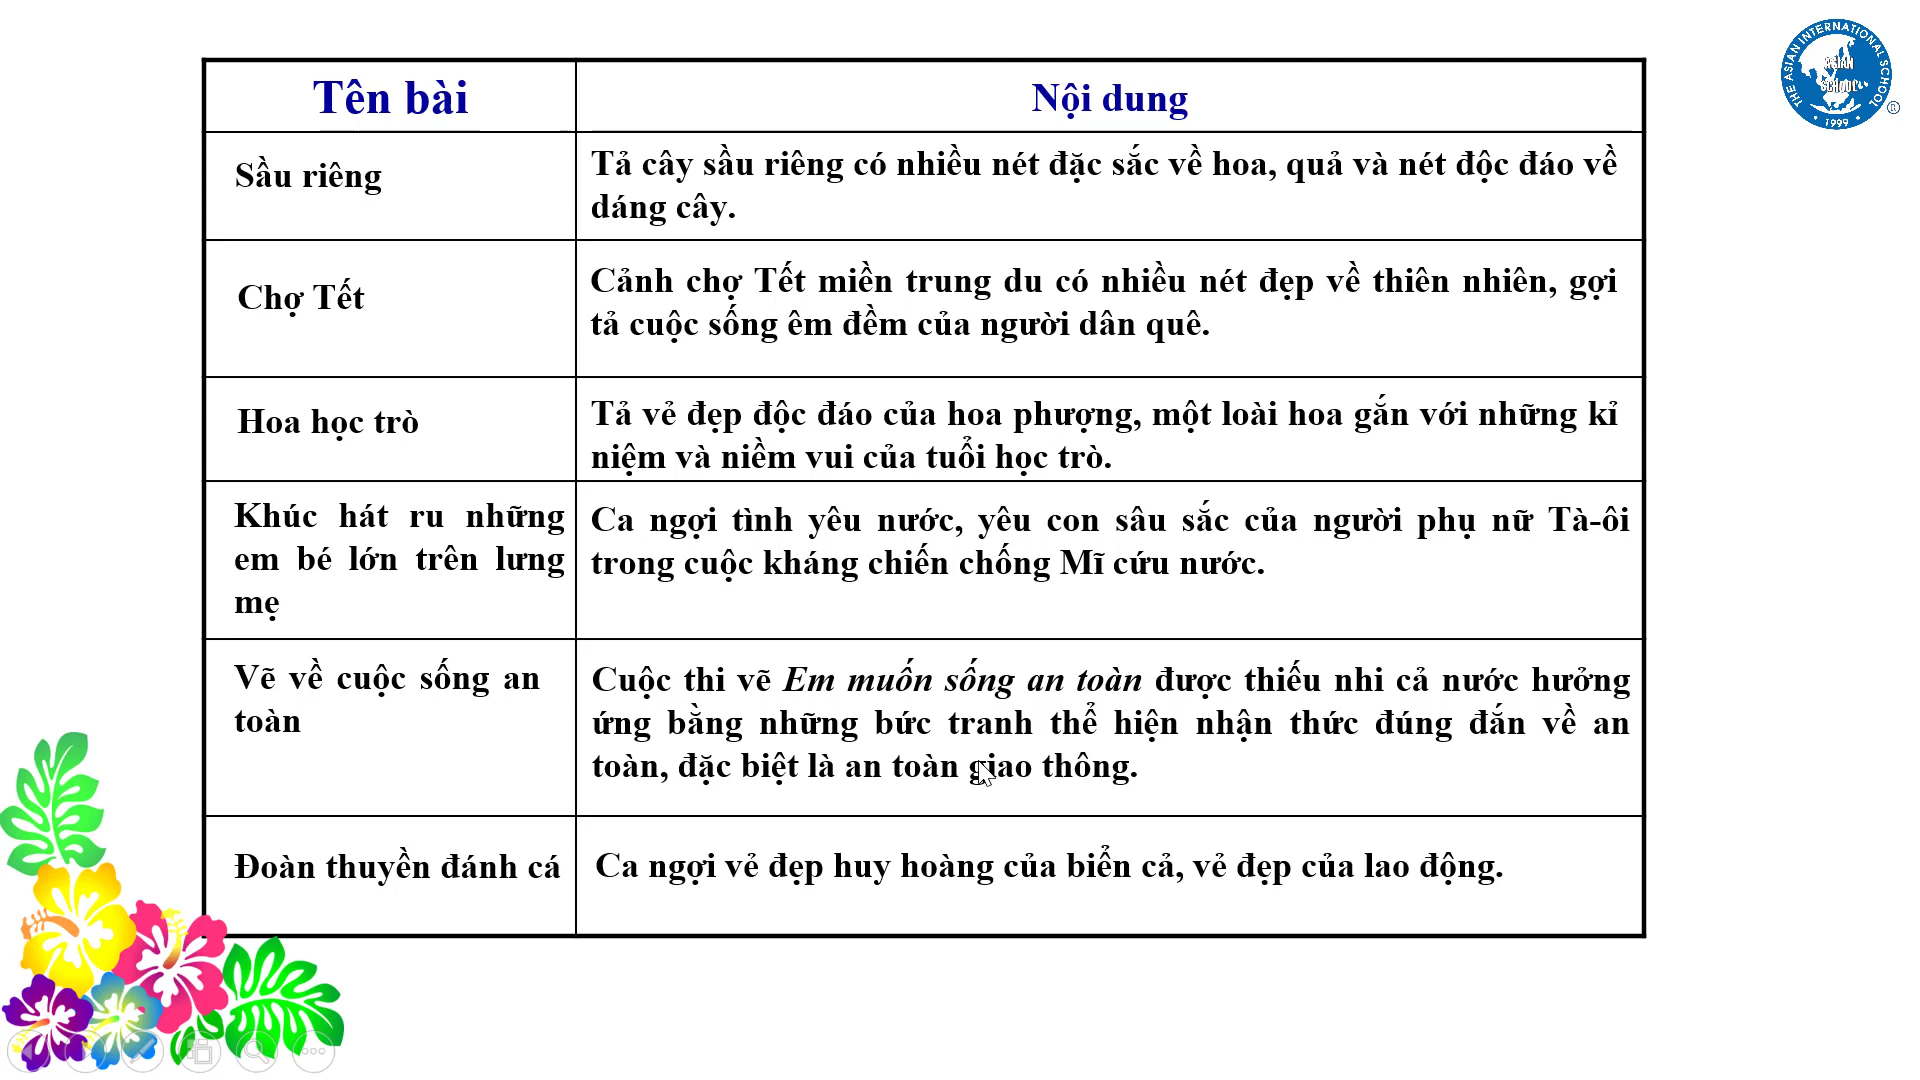 THE ASIAN INTERNATIONAL SCHOOL
ASIAN
SCHOOL
1999
®
Tên bài
Nội dung
Sầu riêng
Tả cây sầu riêng có nhiều nét đặc sắc về hoa, quả và nét độc đáo về
dáng cây.
Chợ Tết
Cảnh chợ Tết miền trung du có nhiều nét đẹp về thiên nhiên, gợi
tả cuộc sống êm đềm của người dân quê.
Hoa học trò
Tả vẻ đẹp độc đáo của hoa phượng, một loài hoa gắn với những kỉ
niệm và niềm vui của tuổi học trò.
Khúc hát ru những
em bé lớn trên lưng
mẹ
Ca ngợi tình yêu nước, yêu con sâu sắc của người phụ nữ Tà-ôi
trong cuộc kháng chiến chống Mĩ cứu nước.
Vẽ về cuộc sống an
toàn
Cuộc thi vẽ Em muốn sống an toàn được thiếu nhi cả nước hưởng
ứng bằng những bức tranh thể hiện nhận thức đúng đắn về an
toàn, đặc biệt là an toàn giao thông.
Đoàn thuyền đánh cá
Ca ngợi vẻ đẹp huy hoàng của biển cả, vẻ đẹp của lao động.